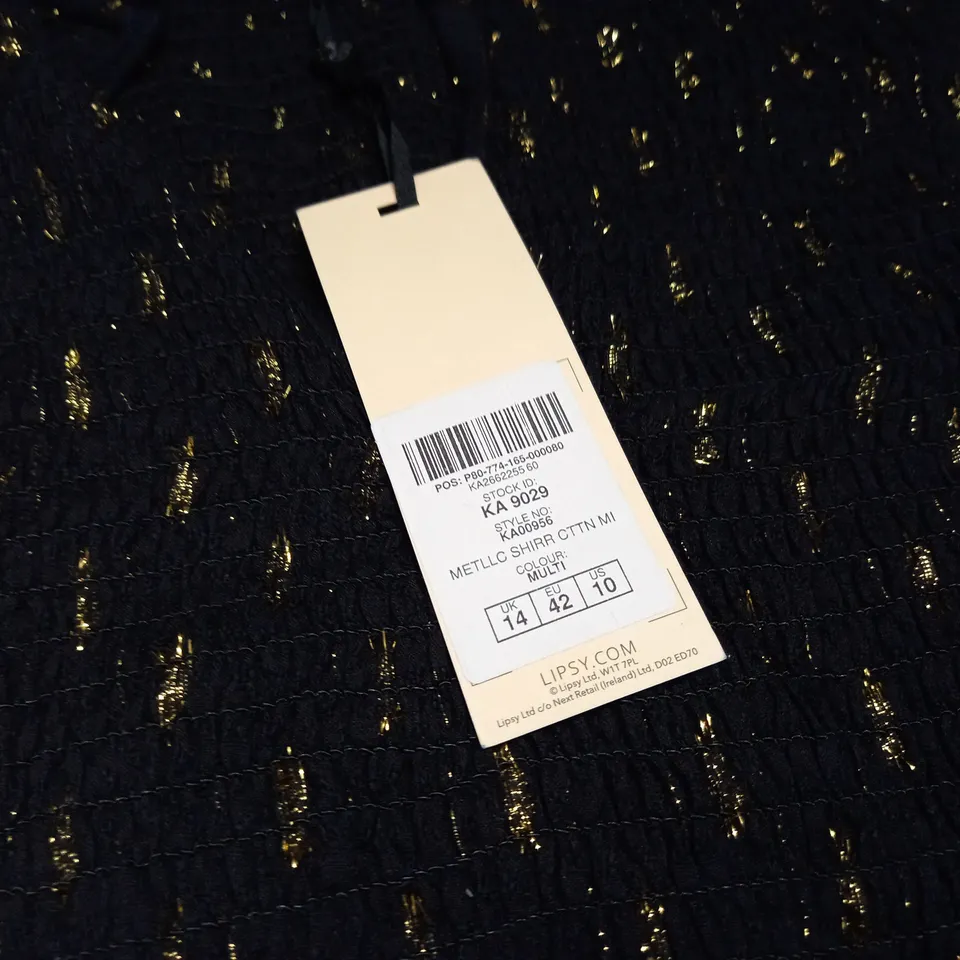 POS: P80-774-165-000080
KA2662255 60
STOCK ID:
KA 9029
STYLE NO:
KA00956
METLLC SHIRR CTTN MI
COLOUR:
MULTI
UK EU US
14 42 10
LIPSY.COM
© Lipsy Ltd, W1T 7PL
Lipsy Ltd c/o Next Retail (Ireland) Ltd, D02 ED70